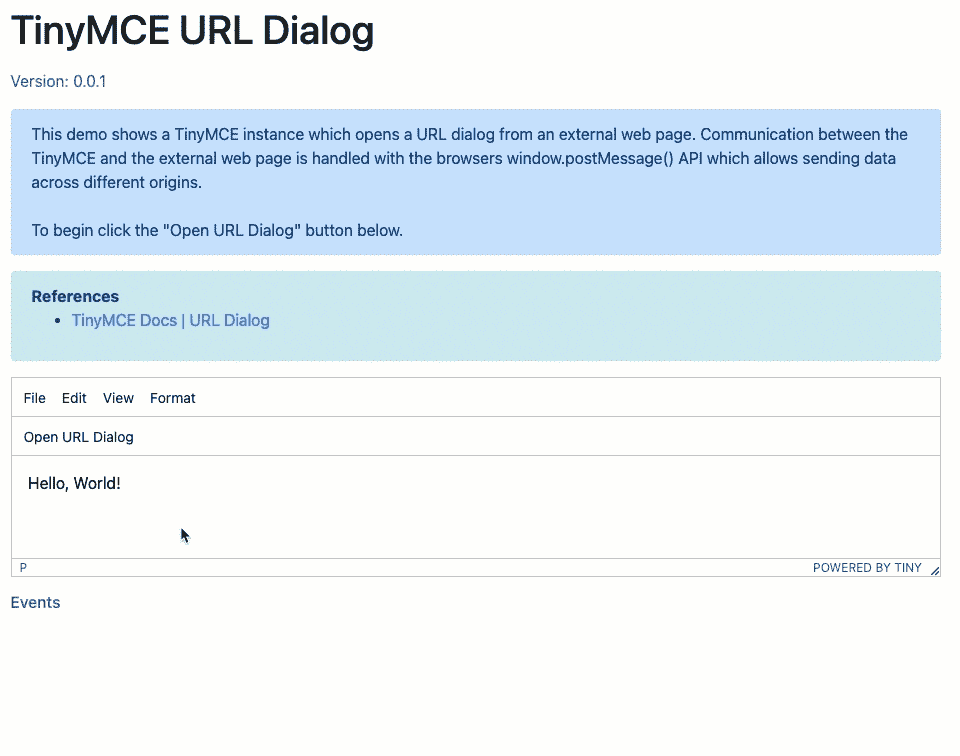 TinyMCE URL Dialog
Version: 0.0.1
This demo shows a TinyMCE instance which opens a URL dialog from an external web page. Communication between the
TinyMCE and the external web page is handled with the browsers window.postMessage() API which allows sending data
across different origins.
To begin click the "Open URL Dialog" button below.
References
• TinyMCE Docs | URL Dialog
File Edit View Format
Open URL Dialog
Hello, World!
P POWERED BY TINY
Events